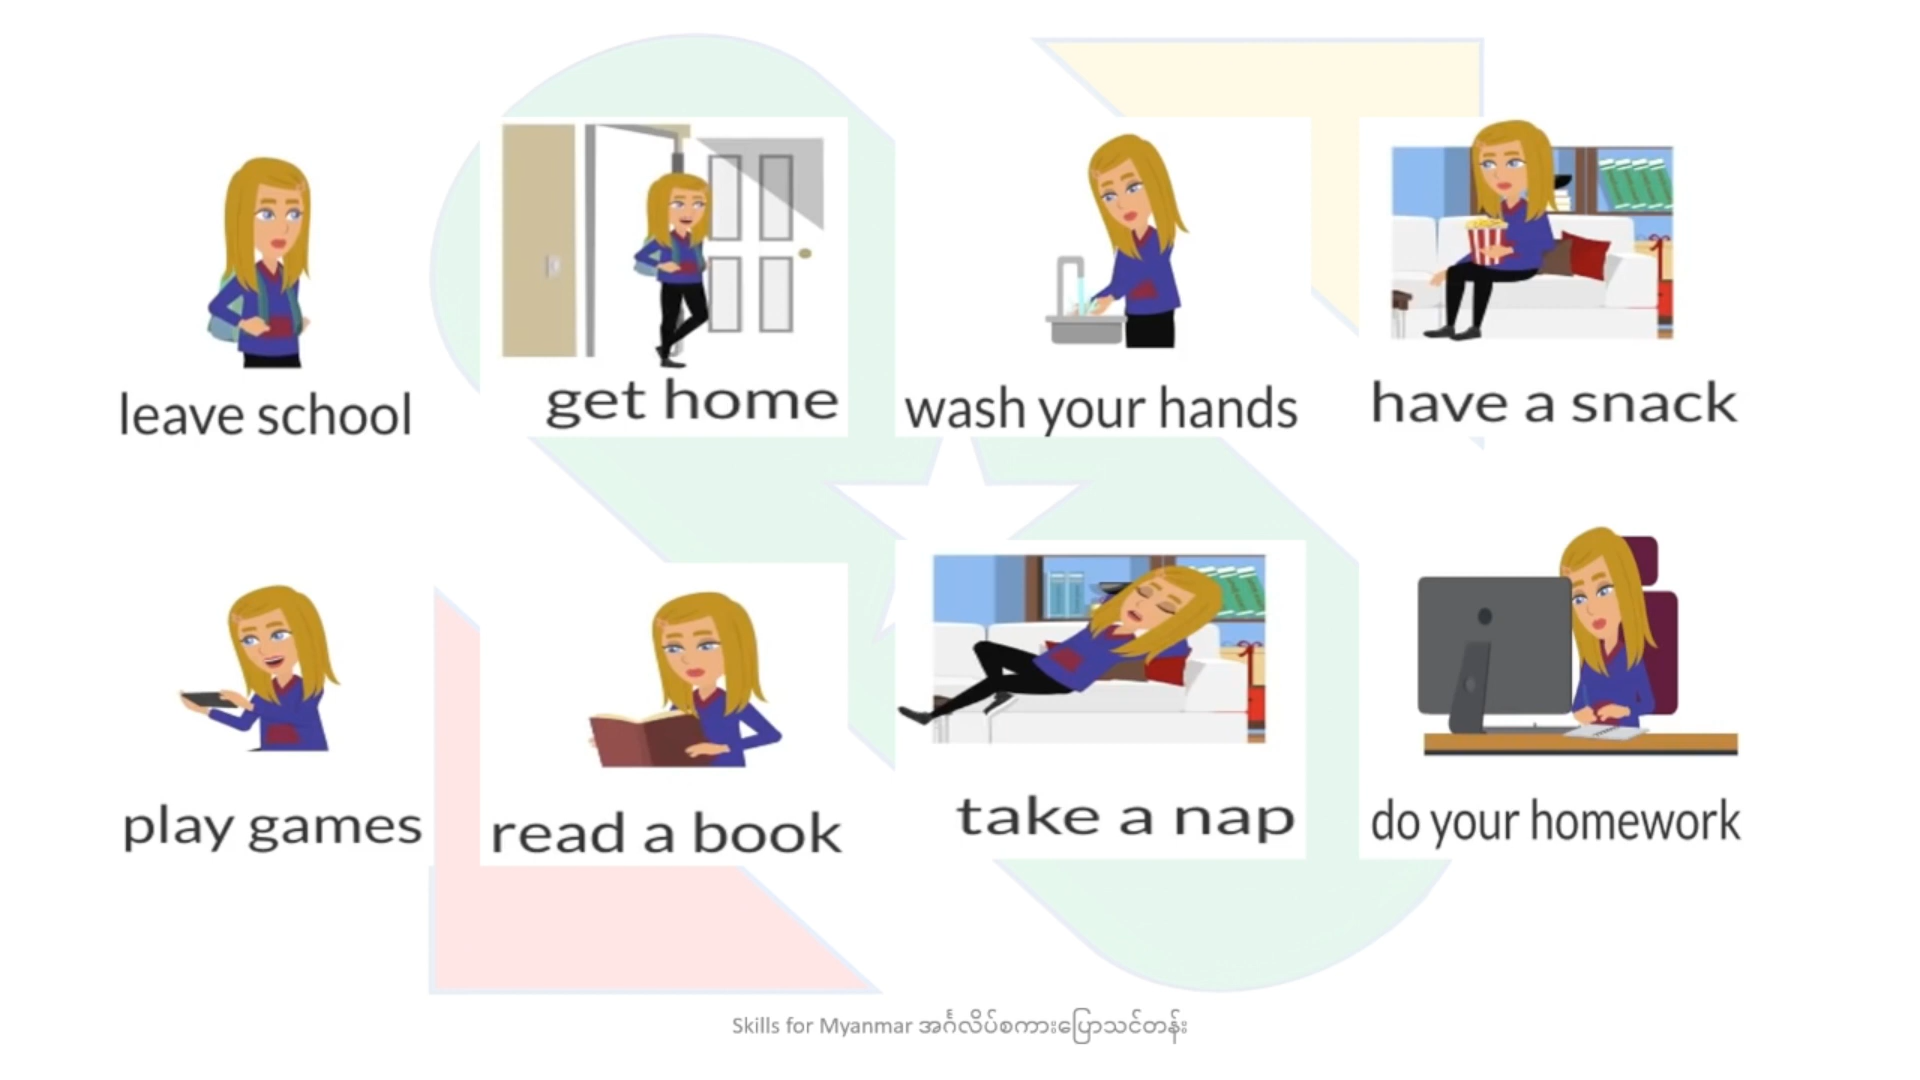 leave school
get home
wash your hands
have a snack
play games
read a book
take a nap
do your homework
Skills for Myanmar အင်္ဂလိပ်စကားပြောသင်တန်း